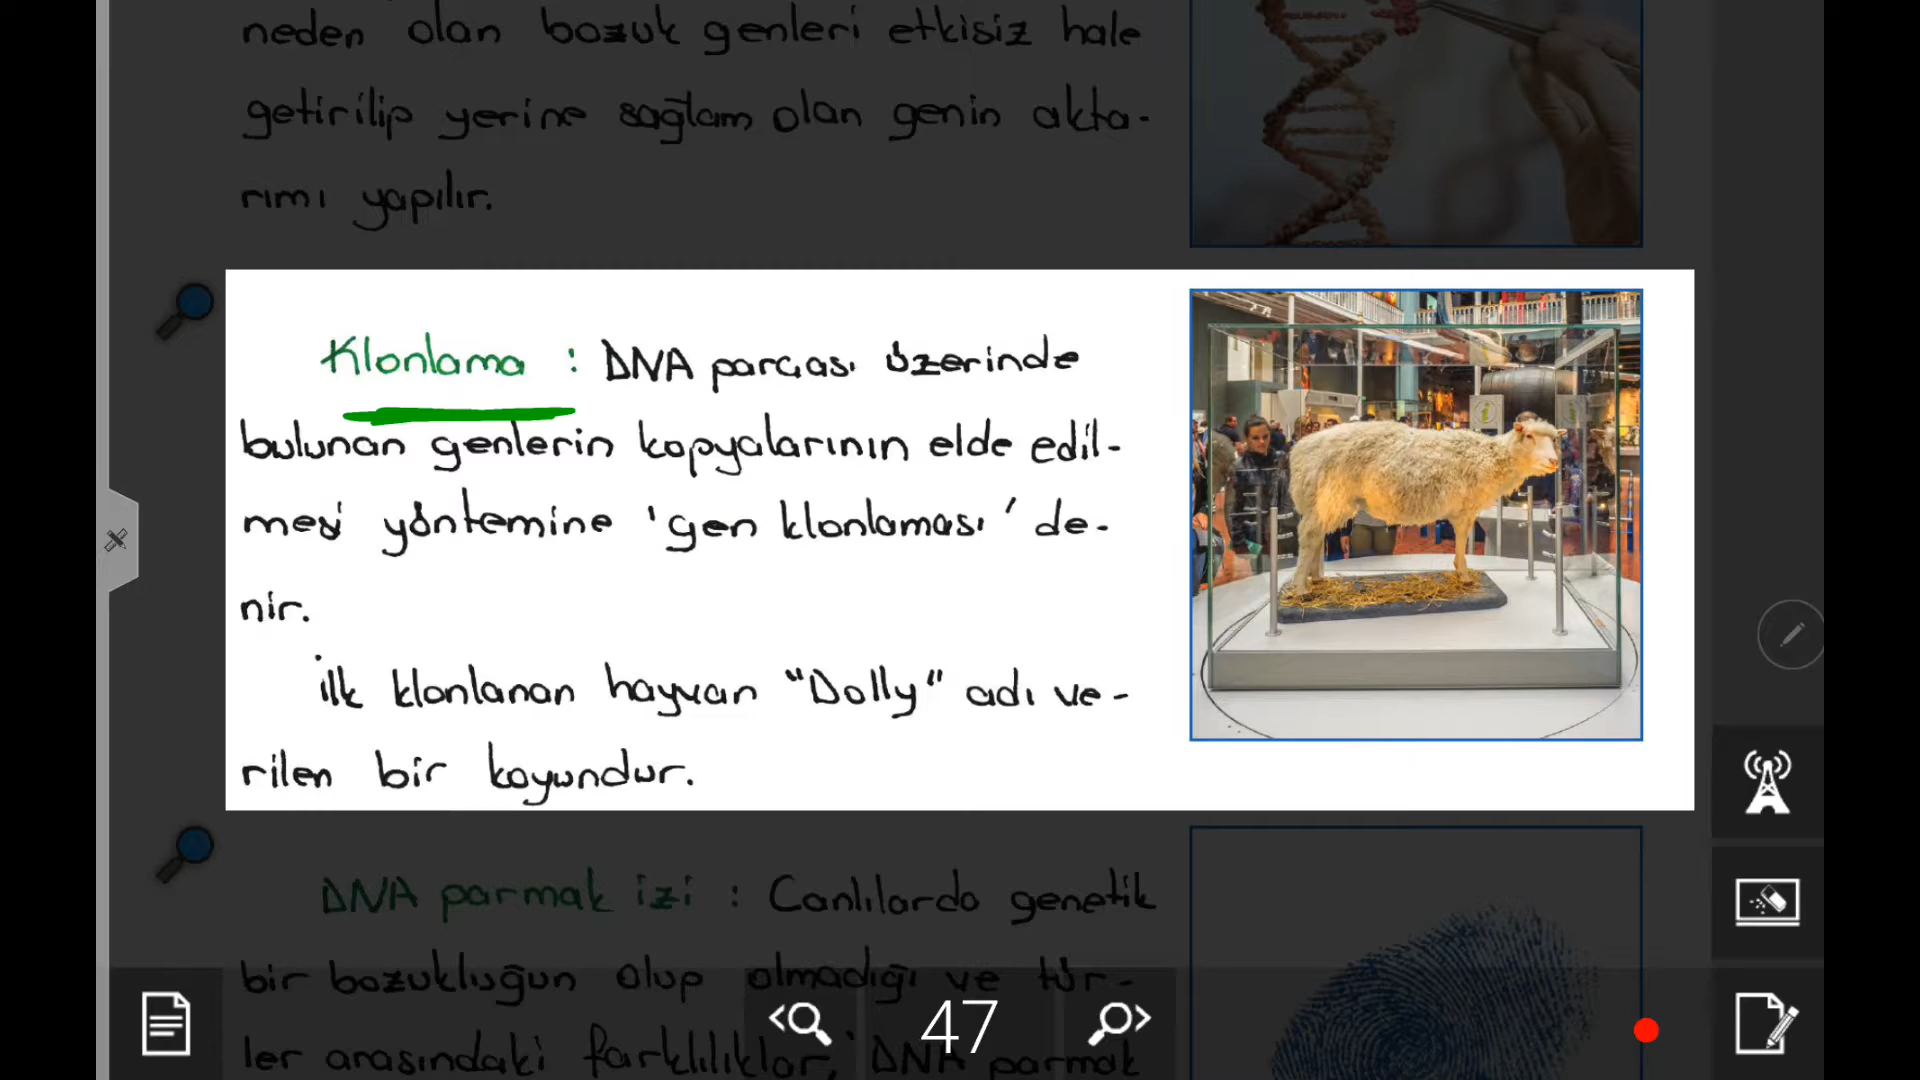 neden olan bozuk genleri etkisiz hale
getirilip yerine sağlam olan genin akta-
rımı yapılır.
Klonlama : DNA parçası üzerinde
bulunan genlerin kopyalarının elde edil-
mesi yöntemine 'gen klonlaması' de-
nir.
İlk klonlanan hayvan "Dolly" adı ve-
rilen bir koyundur.
DNA parmak izi : Canlılarda genetik
bir bozukluğun olup olmadığı ve tür-
ler arasındaki farklılıklar, DNA parmak
47